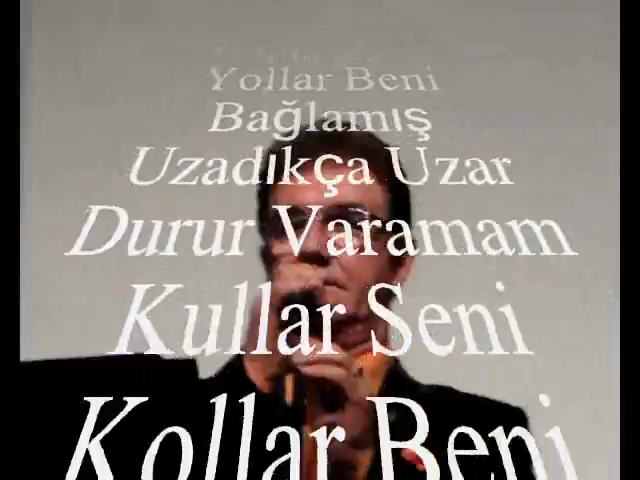 Yollar Beni
Bağlamış
Uzadıkça Uzar
Durur Varamam
Kullar Seni
Kollar Beni